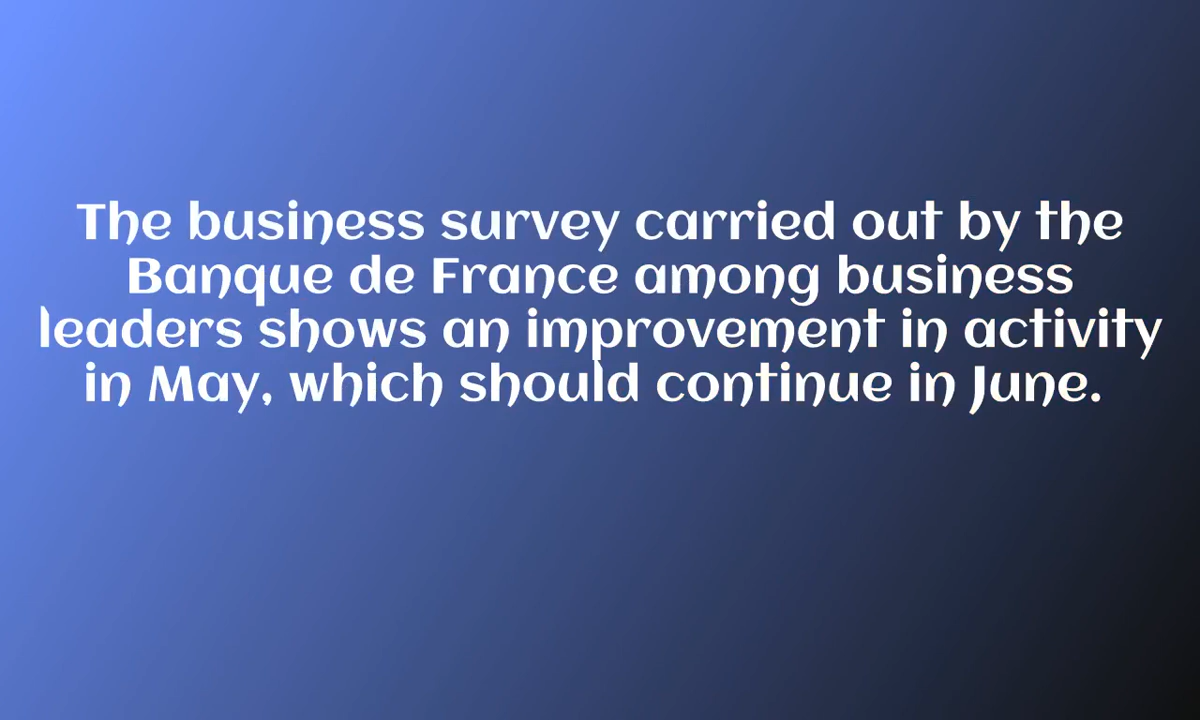 The business survey carried out by the
Banque de France among business
leaders shows an improvement in activity
in May, which should continue in June.